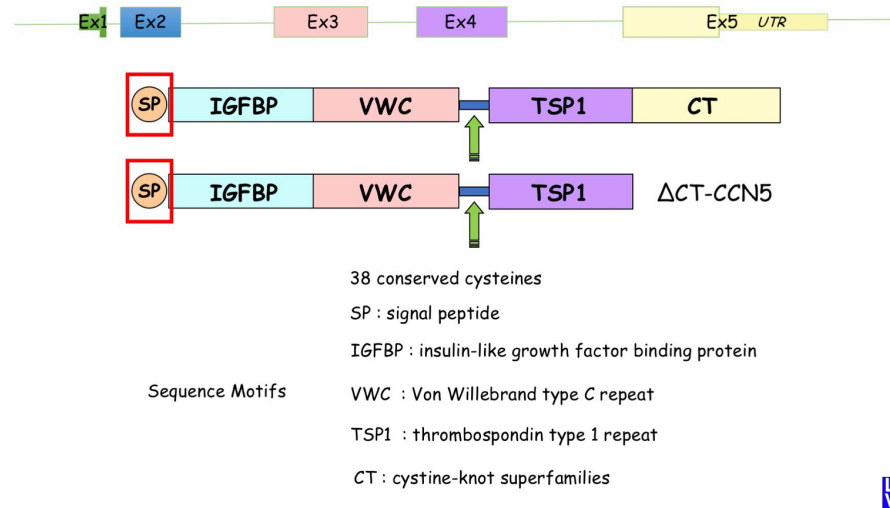 Ex1 Ex2 Ex3 Ex4 Ex5 UTR
SP IGFBP VWC TSP1 CT
SP IGFBP VWC TSP1 ΔCT-CCN5
38 conserved cysteines
SP : signal peptide
IGFBP : insulin-like growth factor binding protein
Sequence Motifs
VWC : Von Willebrand type C repeat
TSP1 : thrombospondin type 1 repeat
CT : cystine-knot superfamilies